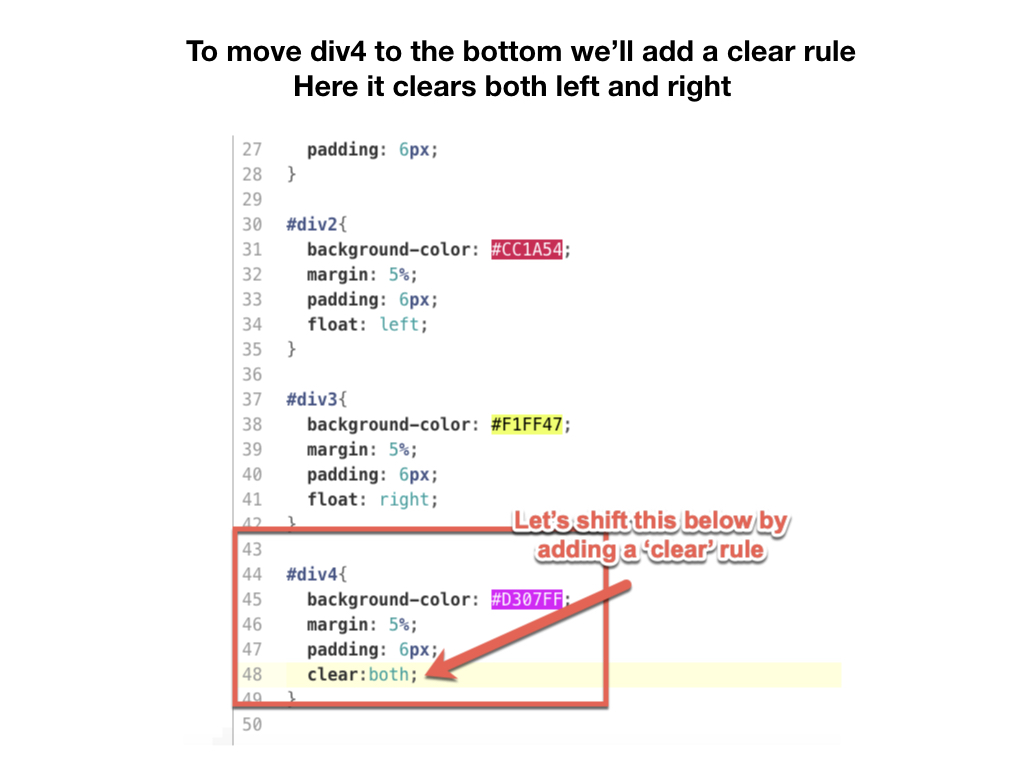 To move div4 to the bottom we’ll add a clear rule
Here it clears both left and right
27 padding: 6px;
28 }
29
30 #div2{
31 background-color: #CC1A54;
32 margin: 5%;
33 padding: 6px;
34 float: left;
35 }
36
37 #div3{
38 background-color: #F1FF47;
39 margin: 5%;
40 padding: 6px;
41 float: right;
42 }
Let’s shift this below by
adding a ‘clear’ rule
43
44 #div4{
45 background-color: #D307FF;
46 margin: 5%;
47 padding: 6px;
48 clear:both;
49 }
50